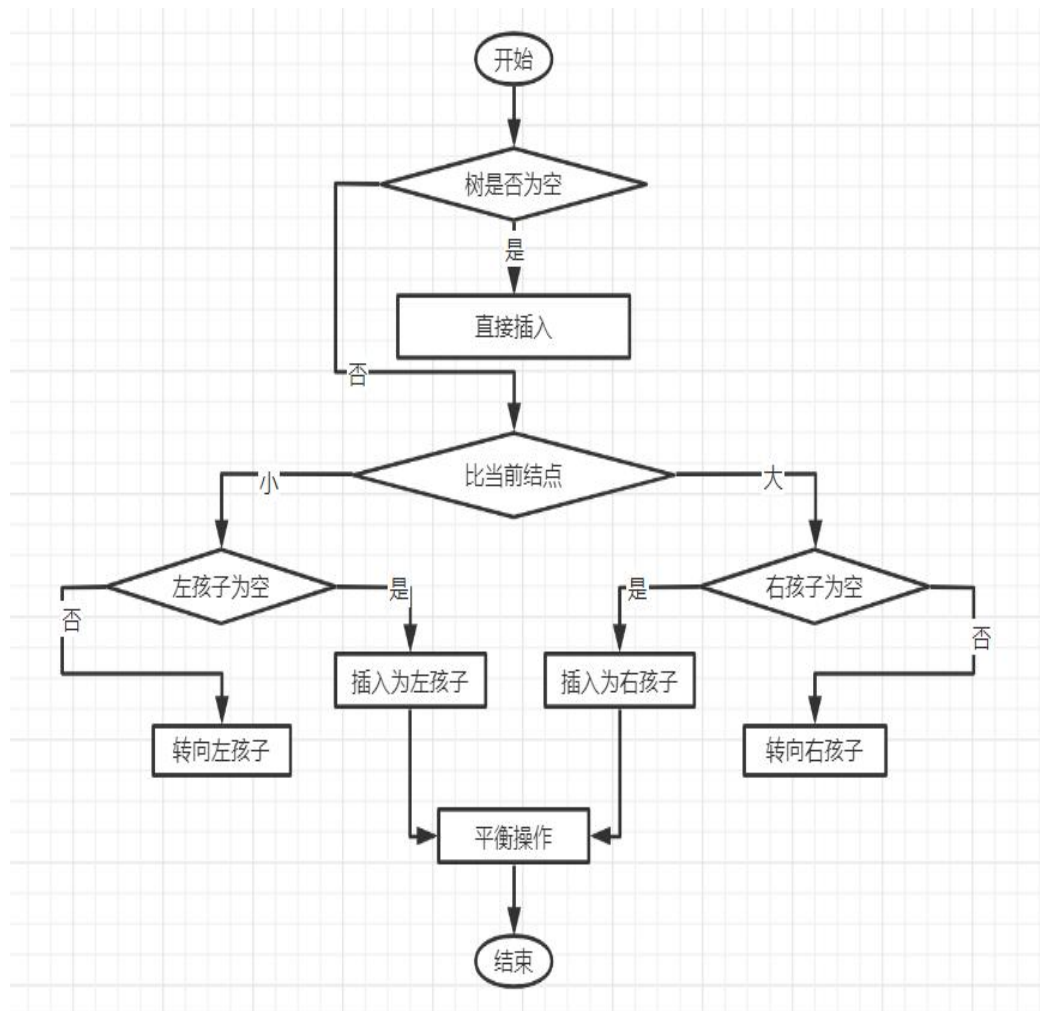 开始
树是否为空
是
直接插入
否
比当前结点
小
大
左孩子为空
是
是
右孩子为空
否
否
插入为左孩子
插入为右孩子
转向左孩子
转向右孩子
平衡操作
结束